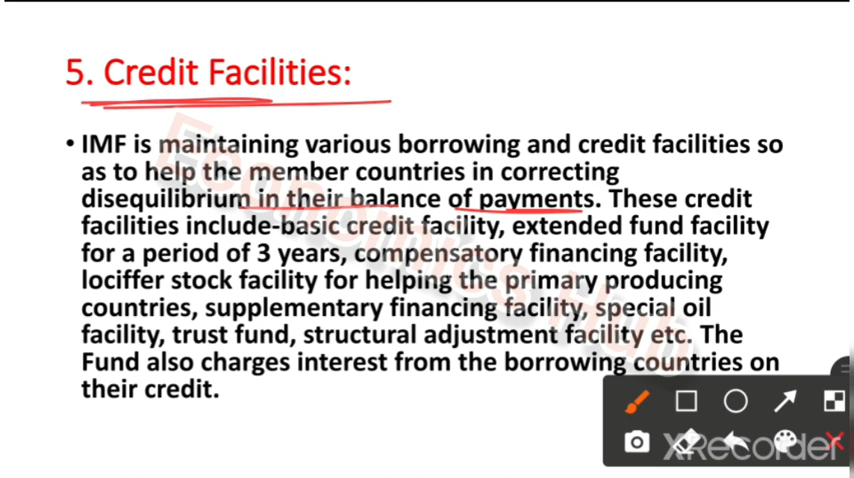 5. Credit Facilities:
• IMF is maintaining various borrowing and credit facilities so
as to help the member countries in correcting
disequilibrium in their balance of payments. These credit
facilities include-basic credit facility, extended fund facility
for a period of 3 years, compensatory financing facility,
lociffer stock facility for helping the primary producing
countries, supplementary financing facility, special oil
facility, trust fund, structural adjustment facility etc. The
Fund also charges interest from the borrowing countries on
their credit.
Economics Hub
XRecorder